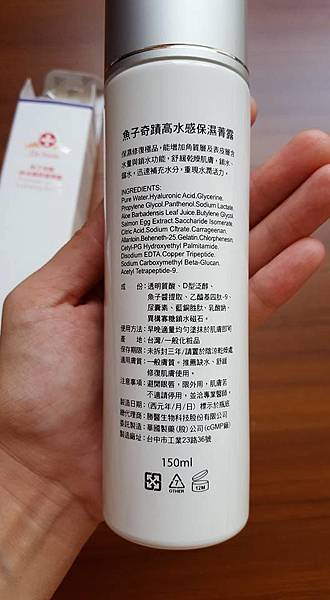 魚子奇蹟高水感保濕菁露
保濕修復極品,能增加角質層及表皮層含
水量與鎖水功能,舒緩乾燥肌膚,鎖水、
鑄水,迅速補充水分,重現水潤活力。
INGREDIENTS:
Pure Water.Hyaluronic Acid.Glycerine.
Propylene Glycol.Panthenol.Sodium Lactate
Aloe Barbadensis Leaf Juice.Butylene Glycol
Salmon Egg Extract.Saccharide Isomerate.
Citric Acid.Sodium Citrate.Carrageenan.
Allantoin.Beheneth-25.Gelatin.Chlorphenesin.
Cetyl-PG Hydroxyethyl Palmitamide.
Disodium EDTA.Copper Tripeptide.
Sodium Carboxymethyl Beta-Glucan.
Acetyl Tetrapeptide-9.
成 份:透明質酸、D型泛醇、
魚子醬提取、乙醯基四肽-9、
尿囊素、藍銅胜肽、乳酸鈉、
異構寡糖鎖水磁石。
使用方法:早晚適量均勻塗抹於肌膚即可
產 地:台灣/一般化粧品
保存期限:未拆封三年/請置於陰涼乾燥處
適用膚質:一般膚質。推薦缺水、舒緩
修復肌膚使用。
注意事項:避開眼唇,限外用,肌膚若
不適請停用,並洽專業醫師。
製造日期:(西元年/月/日) 標示於瓶底
總代理商:勝醫生物科技股份有限公司
委託製造:華國製藥(股)公司(cGMP廠)
製造廠址:台中市工業23路36號
150ml
7
OTHER
12M